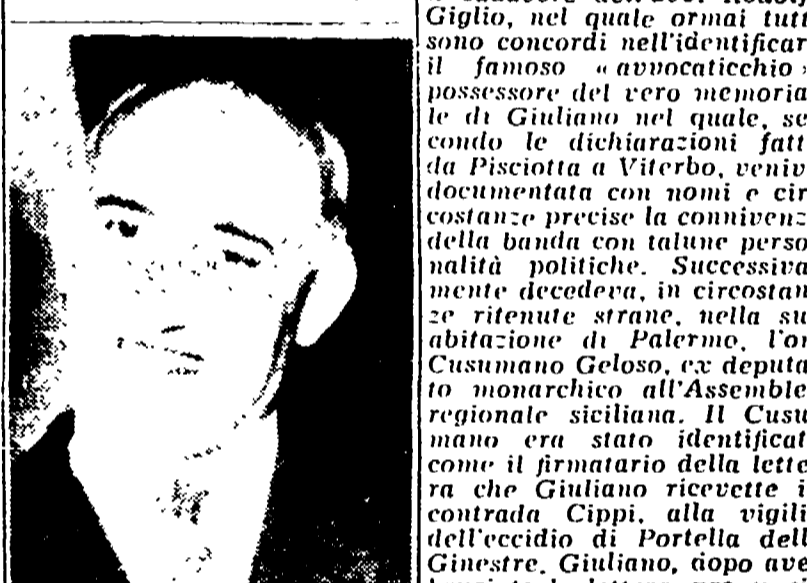 Giglio, nel quale ormai tutt
sono concordi nell'identificar
il famoso « avvocaticchio »
possessore del vero memoria
le di Giuliano nel quale, se
condo le dichiarazioni fatt
da Pisciotta a Viterbo, veniv
documentata con nomi e cir
costanze precise la connivenz
della banda con talune perso
nalità politiche. Successiva
mente decedeva, in circostan
ze ritenute strane, nella su
abitazione di Palermo, l'on
Cusumano Geloso, ex deputa
to monarchico all'Assemble
regionale siciliana. Il Cusu
mano era stato identificat
come il firmatario della lette
ra che Giuliano ricevette i
contrada Cippi, alla vigili
dell'eccidio di Portella dell
Ginestre. Giuliano, dopo ave